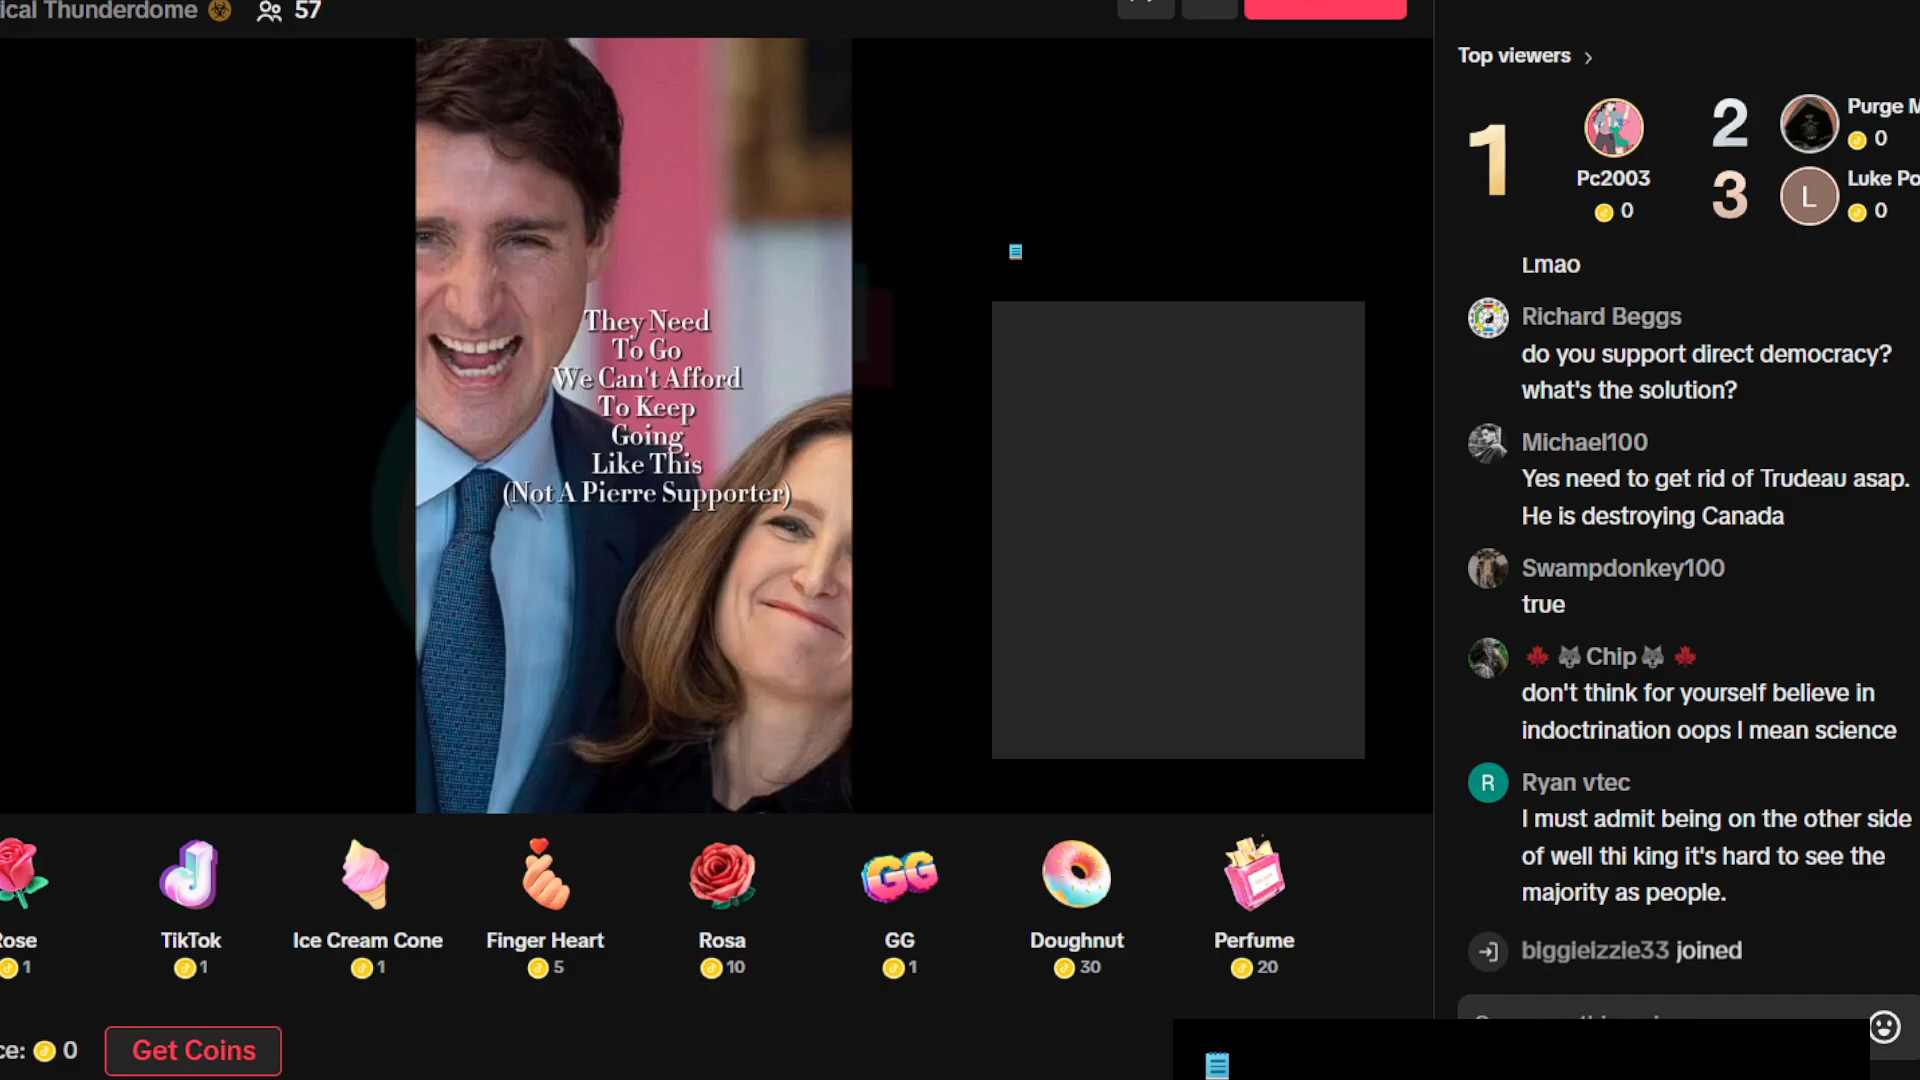 ical Thunderdome
57
Top viewers
1
Pc2003
0
2
Purge M
0
3
L
Luke Po
0
They Need
To Go
We Can't Afford
To Keep
Going
Like This
(Not A Pierre Supporter)
Lmao
Richard Beggs
do you support direct democracy?
what's the solution?
Michael100
Yes need to get rid of Trudeau asap.
He is destroying Canada
Swampdonkey100
true
Chip
don't think for yourself believe in
indoctrination oops I mean science
R
Ryan vtec
I must admit being on the other side
of well thi king it's hard to see the
majority as people.
biggieizzie33 joined
GG
Rose
1
TikTok
1
Ice Cream Cone
1
Finger Heart
5
Rosa
10
GG
1
Doughnut
30
Perfume
20
ce: 0
Get Coins